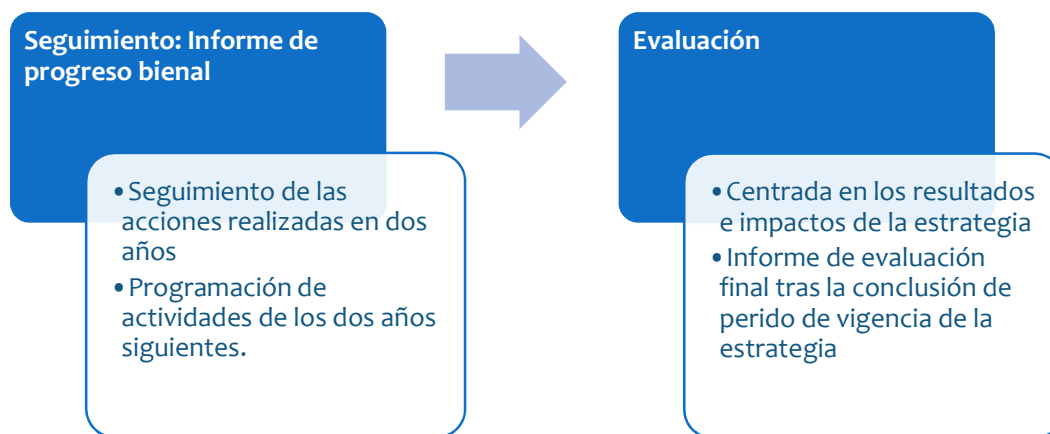 Seguimiento: Informe de
progreso bienal
•Seguimiento de las
acciones realizadas en dos
años
•Programación de
actividades de los dos años
siguientes.
Evaluación
•Centrada en los resultados
e impactos de la estrategia
•Informe de evaluación
final tras la conclusión de
perido de vigencia de la
estrategia